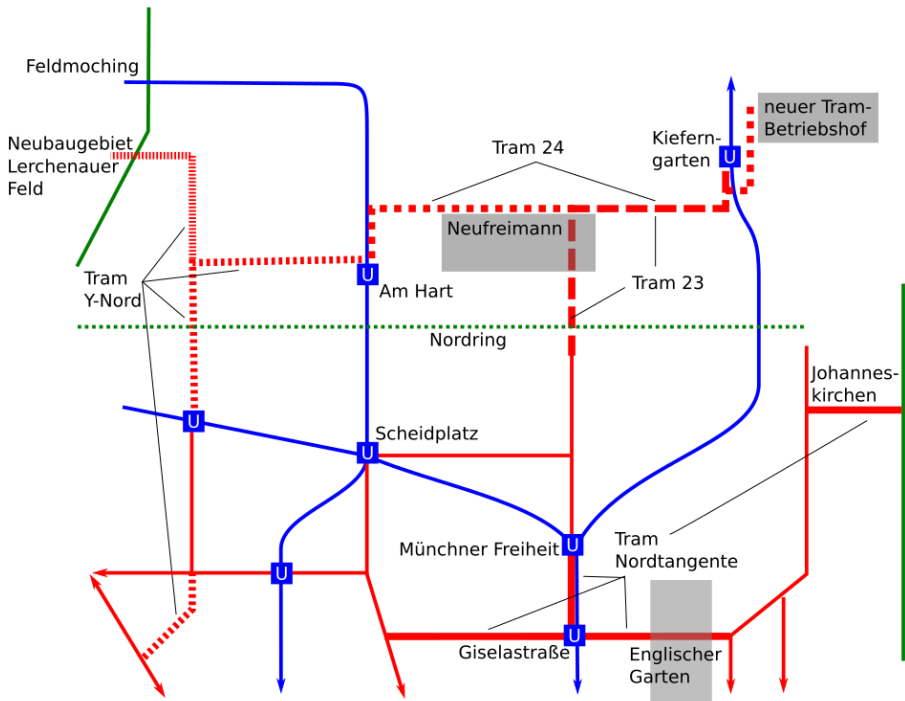 Feldmoching
neuer Tram-
Betriebshof
Neubaugebiet
Lerchenauer
Feld
Tram 24
Kiefern-
garten
U
Neufreimann
Tram
Y-Nord
U
Am Hart
Tram 23
Nordring
Johannes-
kirchen
U
Scheidplatz
U
Münchner Freiheit
U
Tram
Nordtangente
U
Giselastraße
U
Englischer
Garten